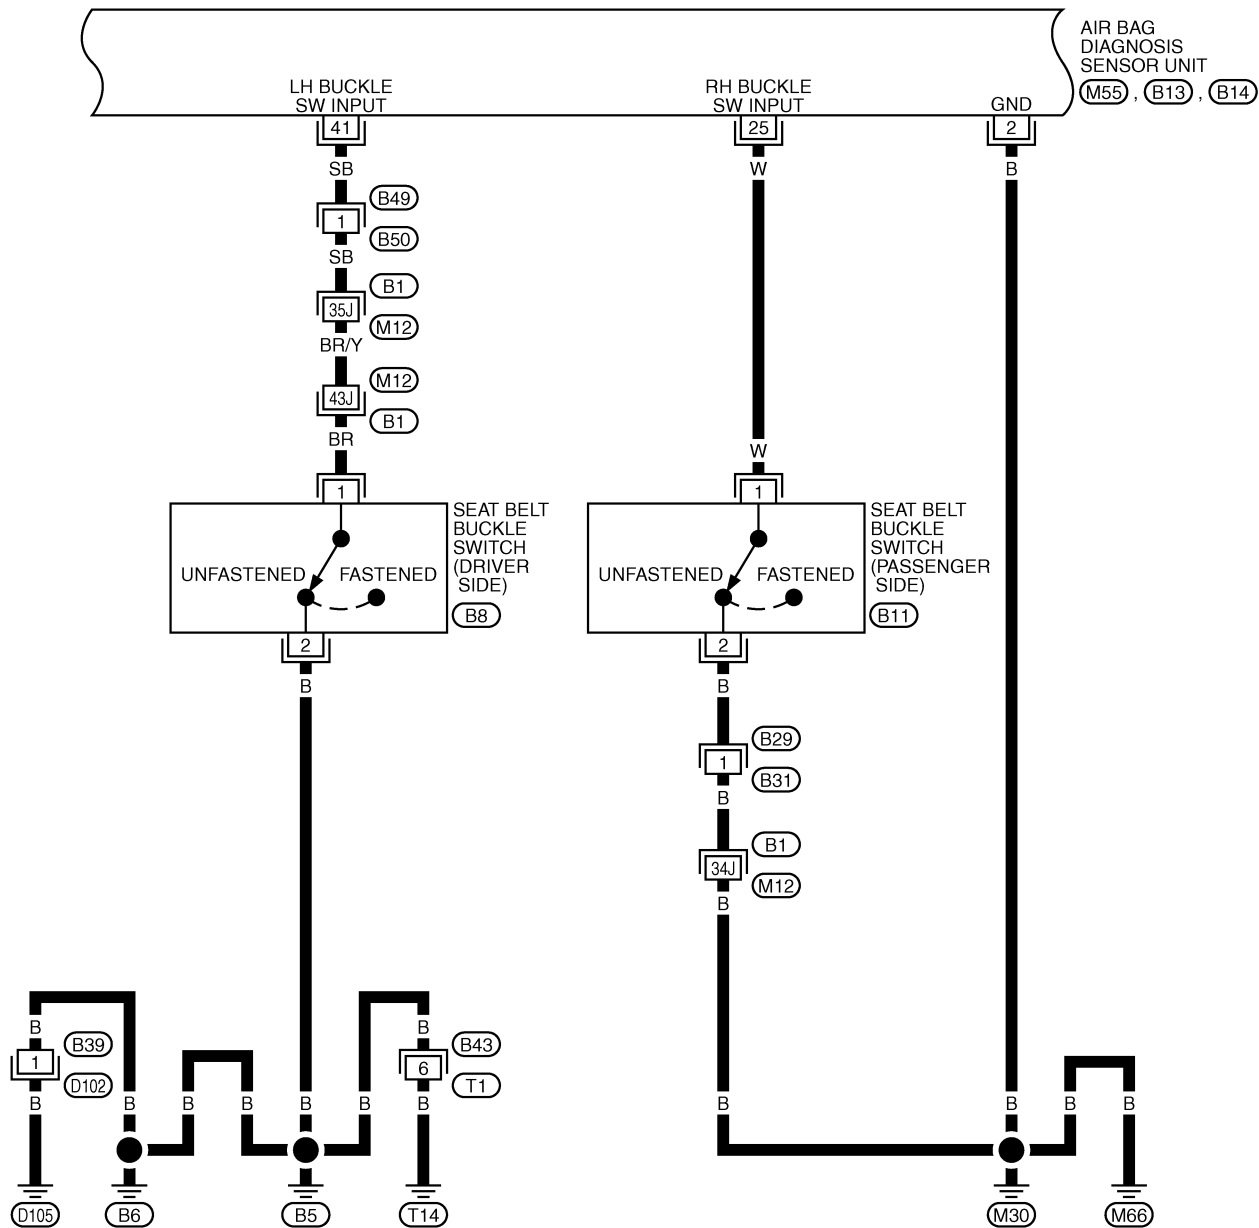 AIR BAG
DIAGNOSIS
SENSOR UNIT
M55 , B13 , B14
LH BUCKLE
SW INPUT
RH BUCKLE
SW INPUT
GND
41
25
2
SB
W
B
B49
1
B50
SB
B1
35J
M12
BR/Y
M12
43J
B1
BR
W
1
1
SEAT BELT
BUCKLE
SWITCH
(DRIVER
SIDE)
B8
UNFASTENED
FASTENED
SEAT BELT
BUCKLE
SWITCH
(PASSENGER
SIDE)
B11
UNFASTENED
FASTENED
2
2
B
B
B29
1
B31
B
B1
34J
M12
B
B
B
B39
1
D102
B43
6
T1
B
B
B
B
B
B
B
B
B
B
B
D105
B6
B5
T14
M30
M66